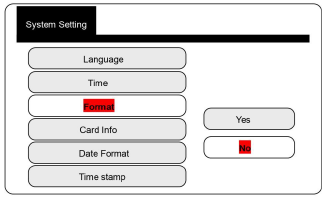 System Setting
Language
Time
Format
Card Info
Yes
Date Format
No
Time stamp